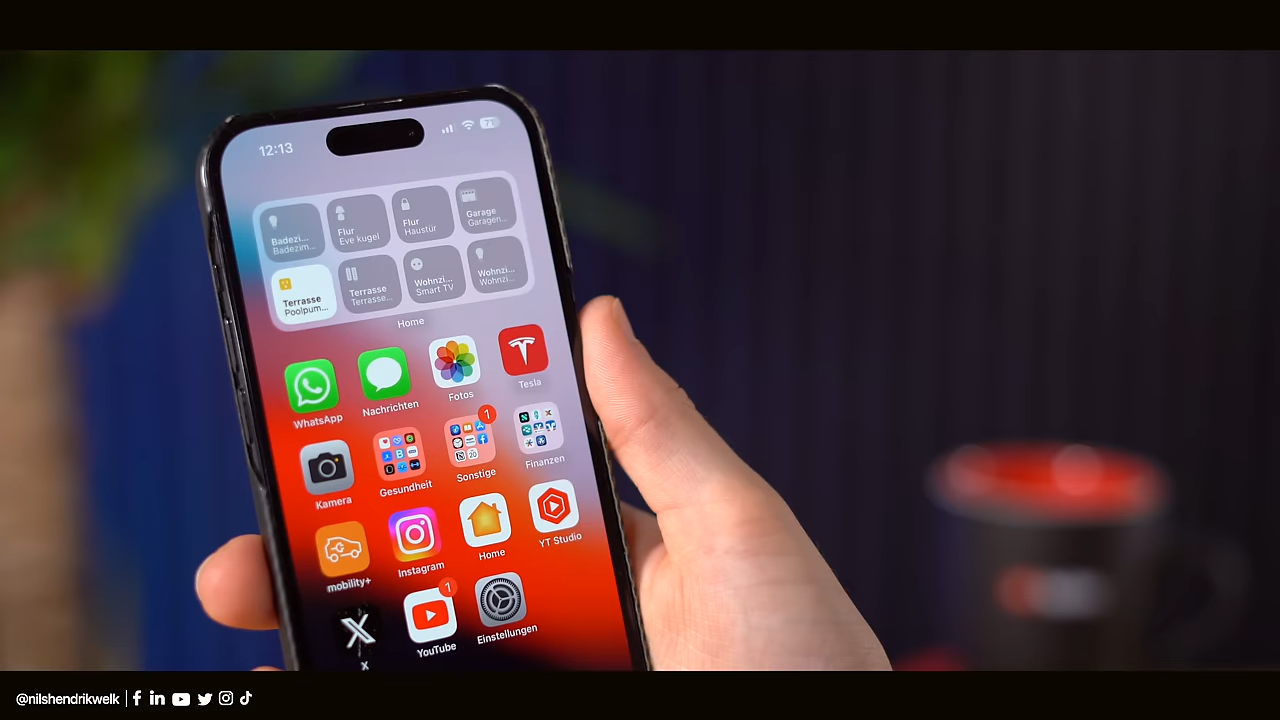 12:13
71
Badezi...
Badezim...
Flur
Eve kugel
Flur
Haustür
Garage
Garagen...
Terrasse
Poolpum...
Terrasse
Terrasse...
Wohnzi...
Smart TV
Wohnzi...
Wohnzi...
Home
WhatsApp
Nachrichten
Fotos
Tesla
Kamera
Gesundheit
1
Sonstige
Finanzen
mobility+
Instagram
Home
YT Studio
X
1
YouTube
Einstellungen
@nilshendrikwelk